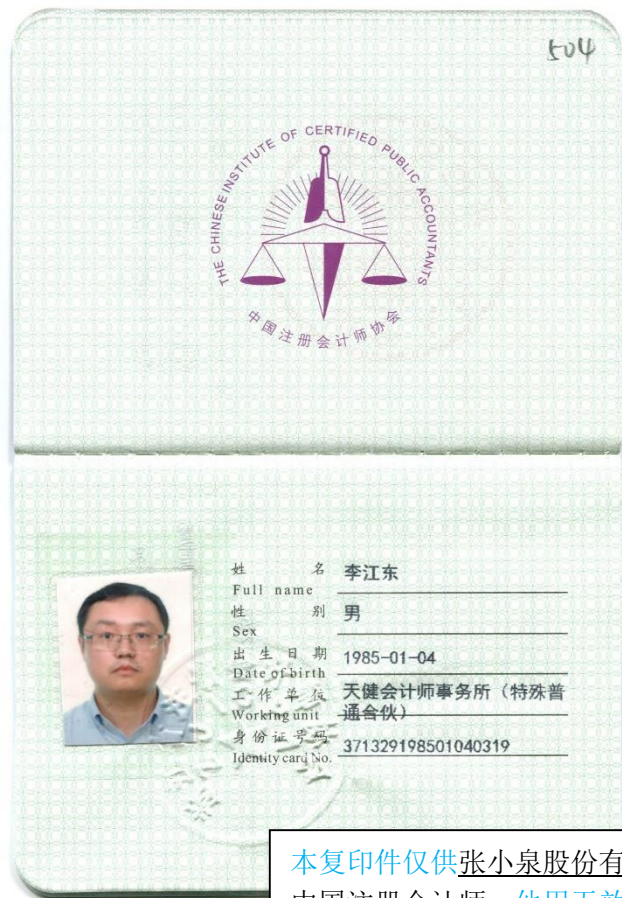 504
THE CHINESE INSTITUTE OF CERTIFIED PUBLIC ACCOUNTANTS
中国注册会计师协会
姓 名 李江东
Full name
性 别 男
Sex
出生日期 1985-01-04
Date of birth
工作单位 天健会计师事务所（特殊普
Working unit 通合伙）
身份证号码 371329198501040319
Identity card No.
本复印件仅供张小泉股份有